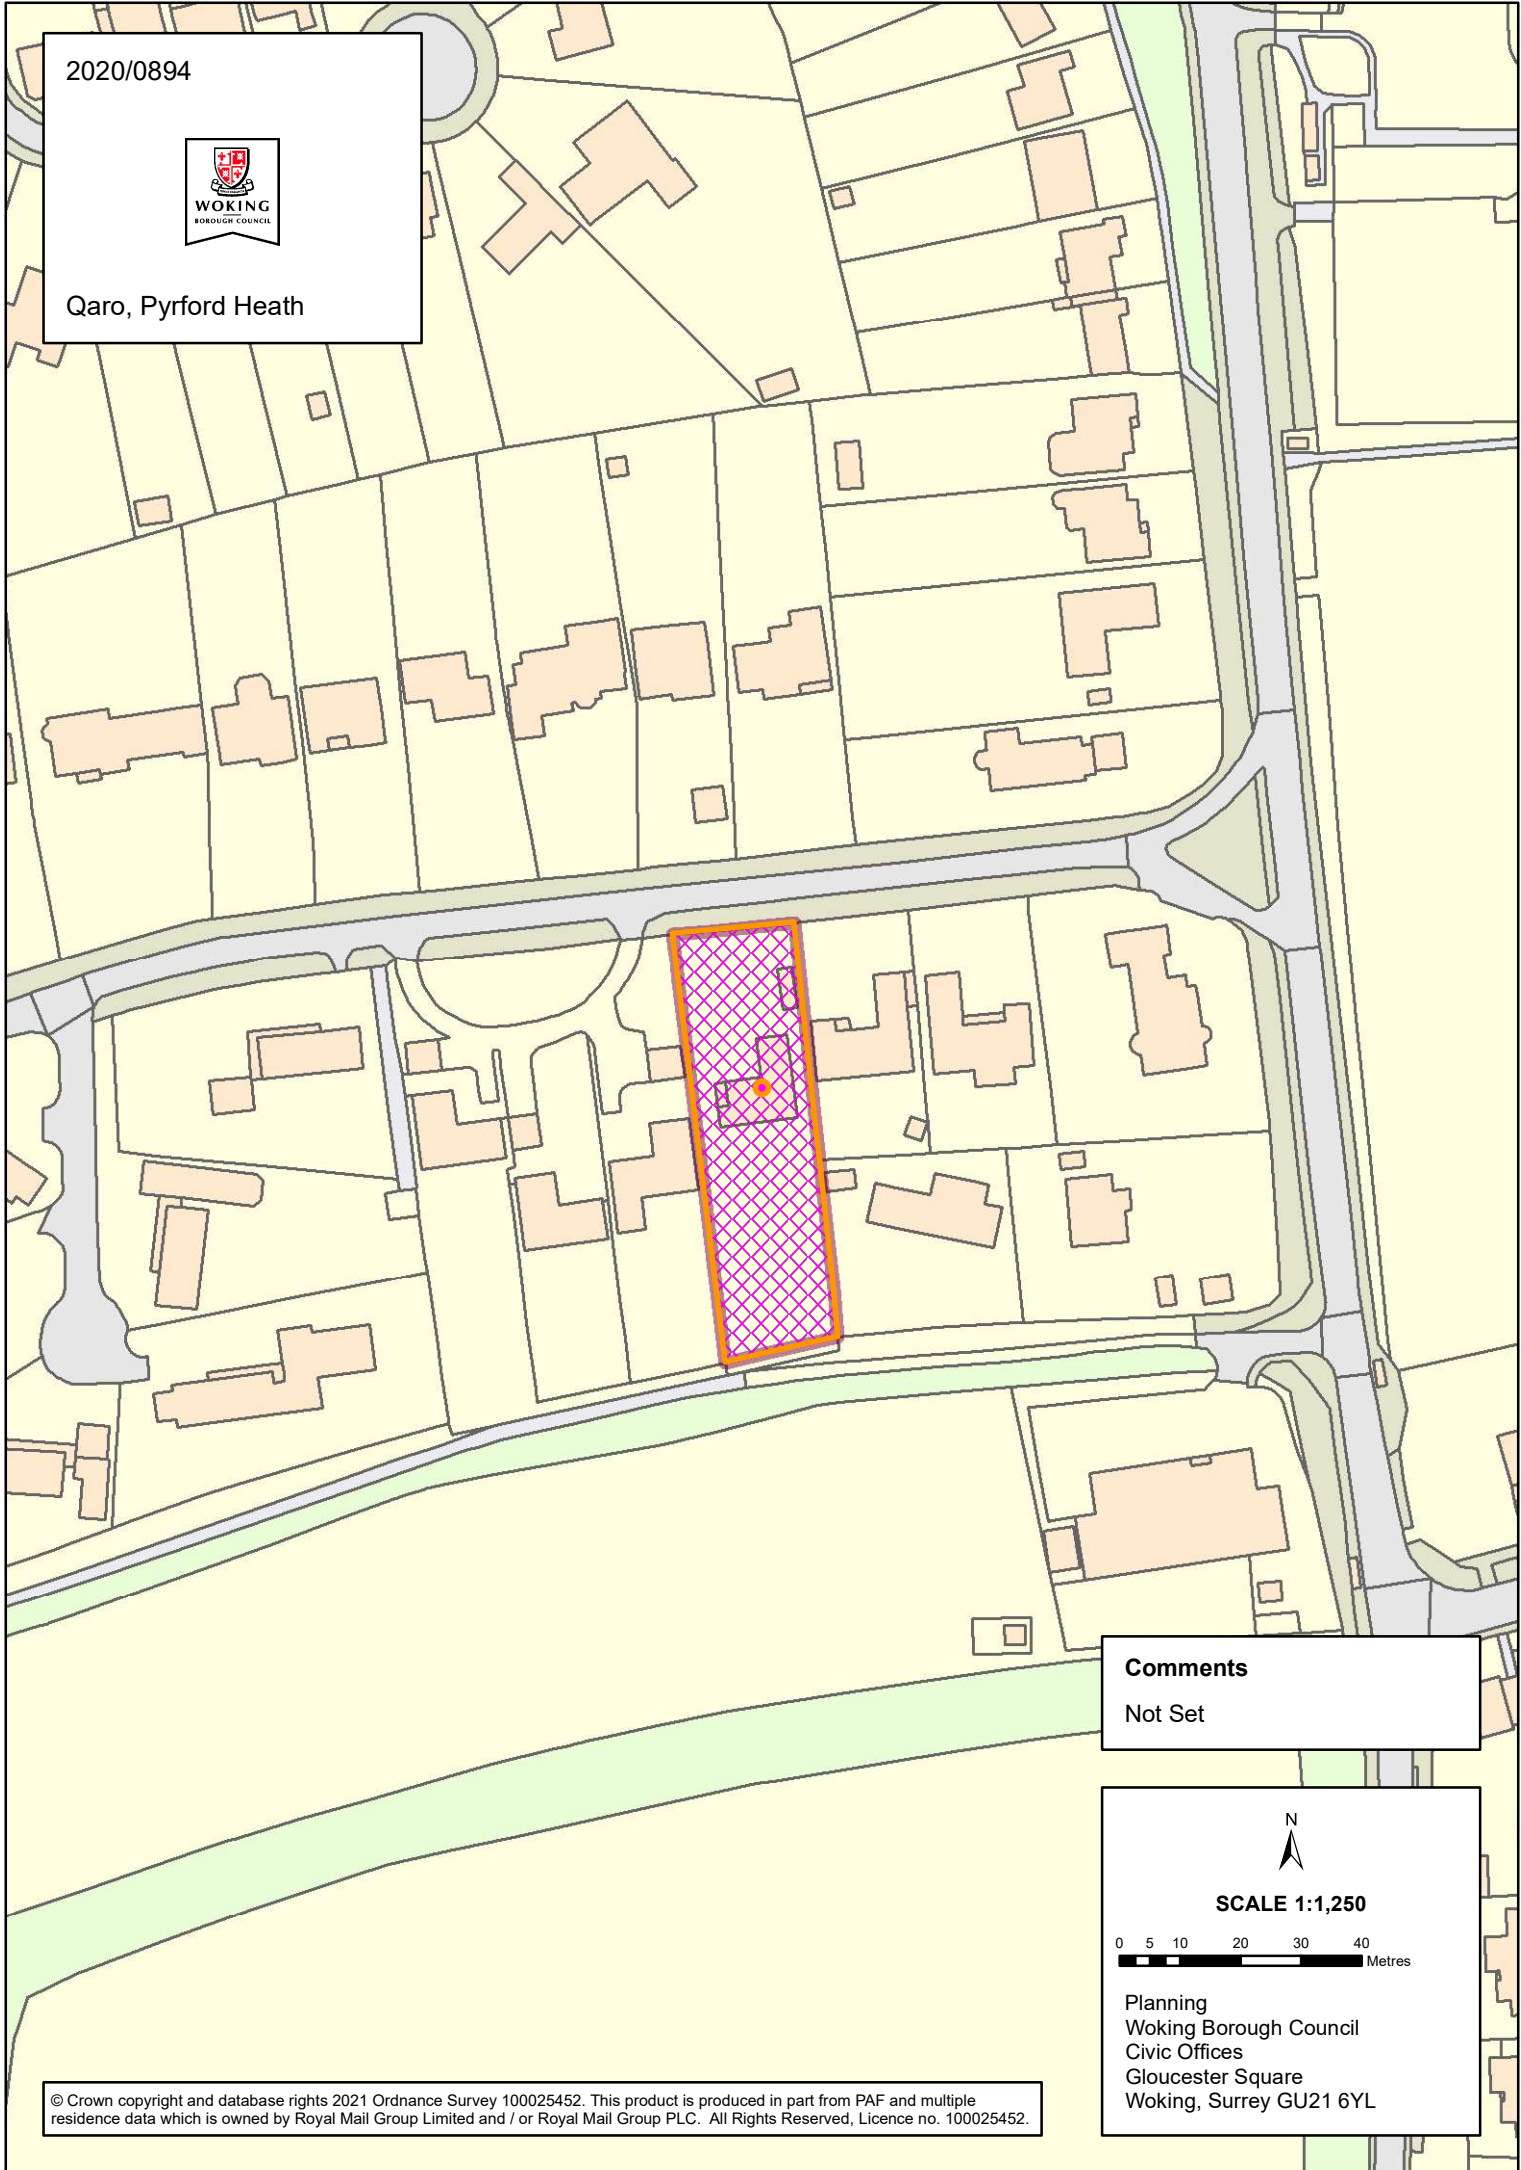 2020/0894
WOKING
BOROUGH COUNCIL
Qaro, Pyrford Heath
Comments
Not Set
N
SCALE 1:1,250
0 5 10 20 30 40
Metres
Planning
Woking Borough Council
Civic Offices
Gloucester Square
Woking, Surrey GU21 6YL
© Crown copyright and database rights 2021 Ordnance Survey 100025452. This product is produced in part from PAF and multiple
residence data which is owned by Royal Mail Group Limited and / or Royal Mail Group PLC. All Rights Reserved, Licence no. 100025452.